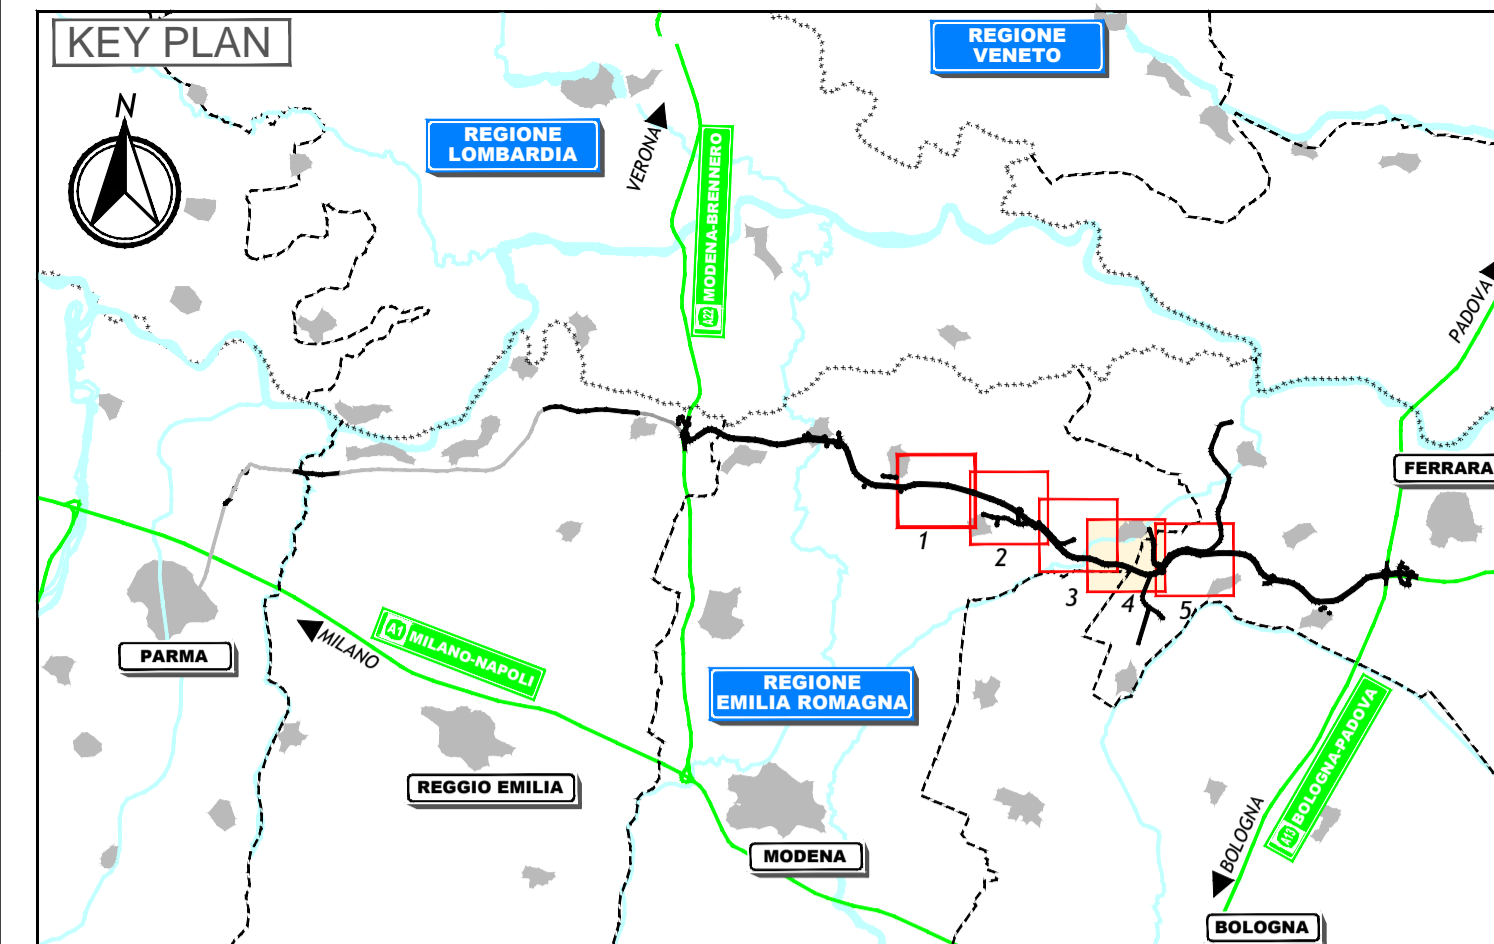 KEY PLAN
N
REGIONE
VENETO
REGIONE
LOMBARDIA
VERONA
A22 MODENA-BRENNERO
PADOVA
FERRARA
1
2
3
4
5
PARMA
MILANO
A1 MILANO-NAPOLI
REGIONE
EMILIA ROMAGNA
REGGIO EMILIA
MODENA
A13 BOLOGNA-PADOVA
BOLOGNA
BOLOGNA